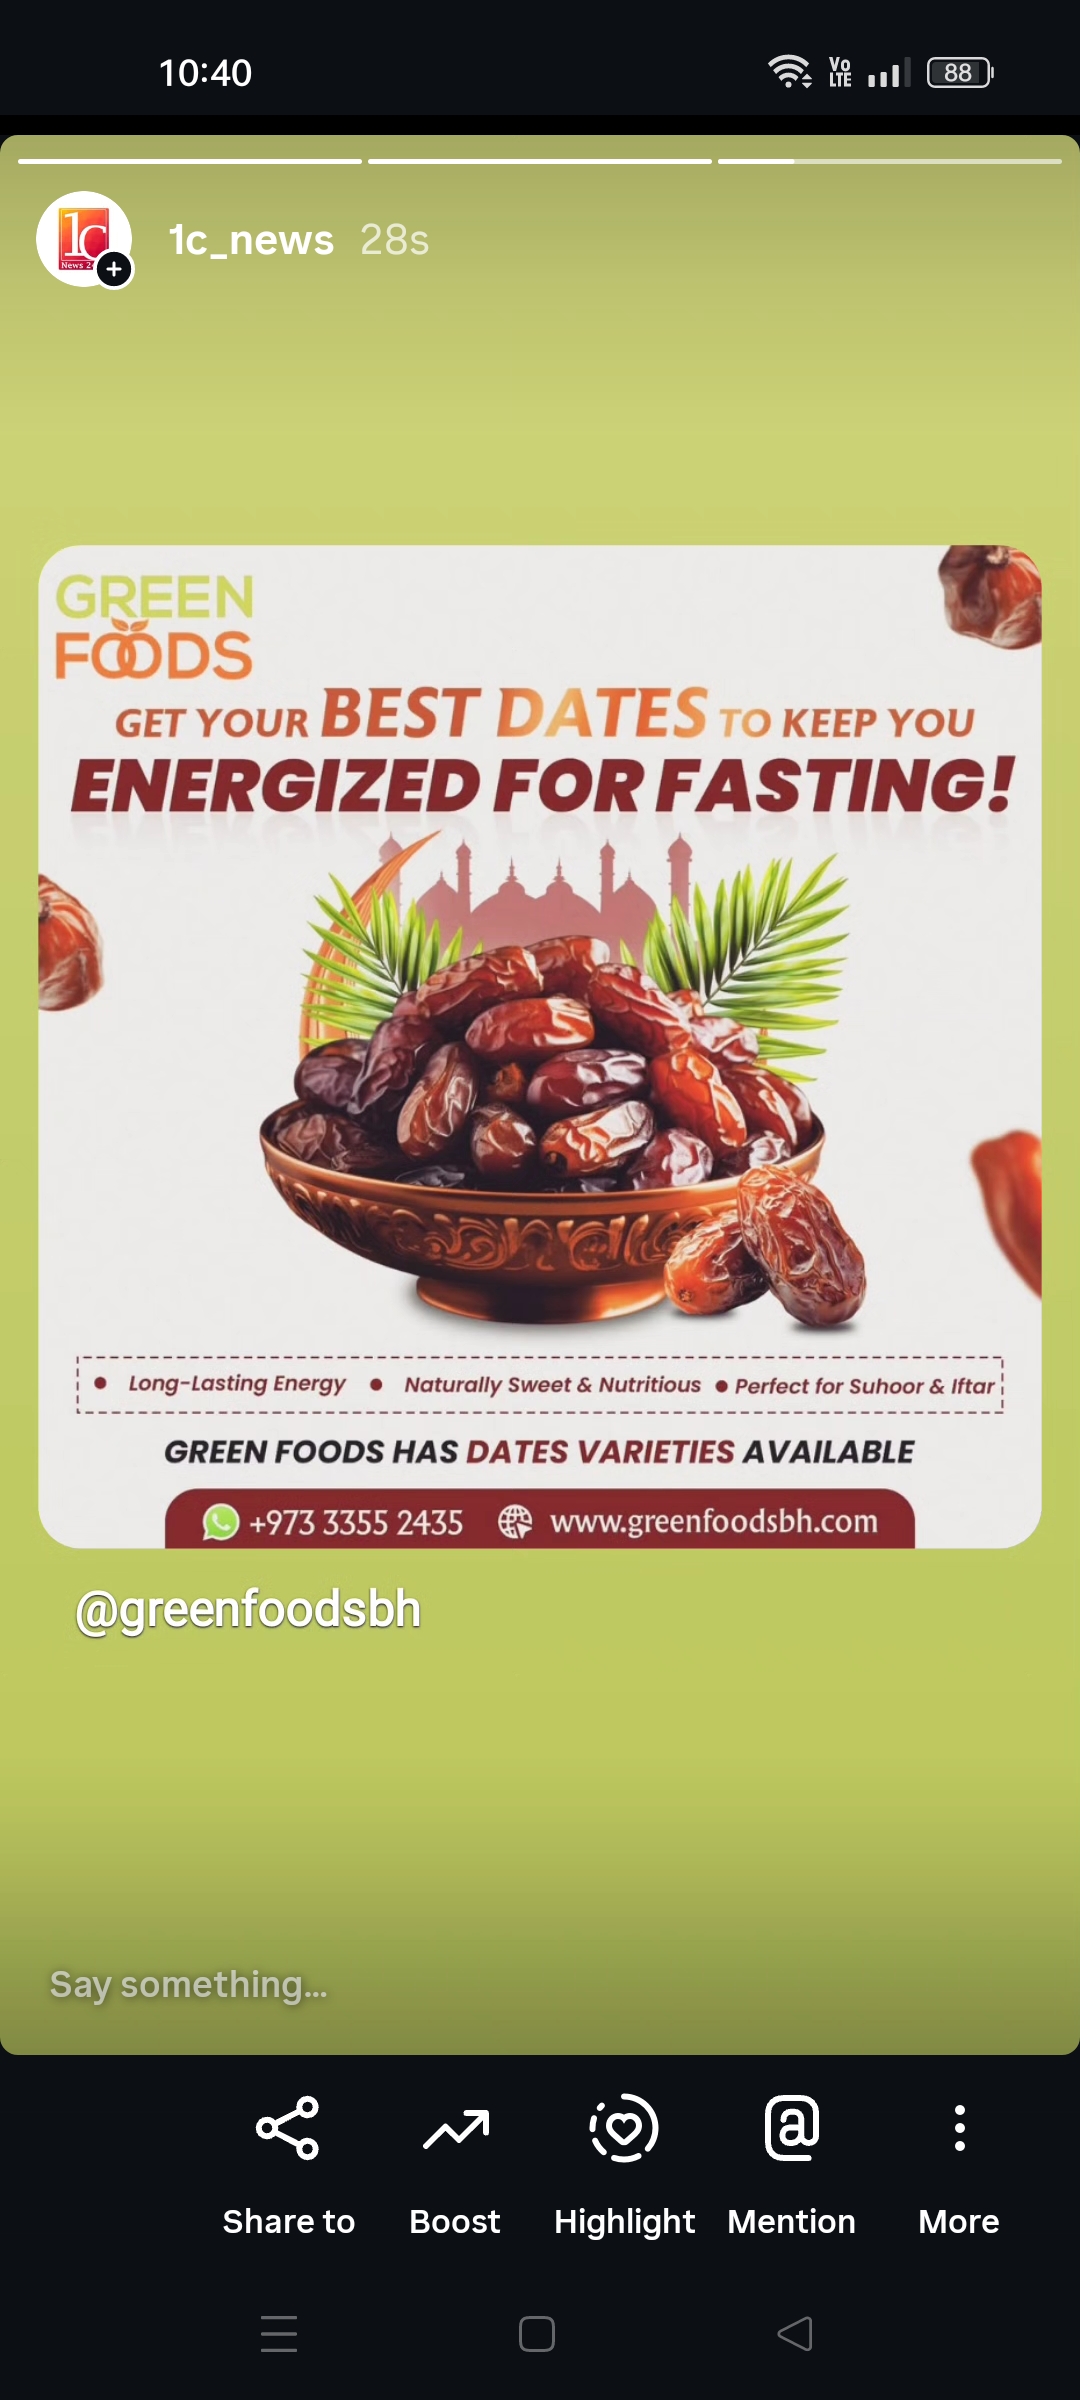 10:40
Vo
LTE
88
1c
News 2
1c_news 28s
GREEN
FOODS
GET YOUR BEST DATES TO KEEP YOU
ENERGIZED FOR FASTING!
• Long-Lasting Energy • Naturally Sweet & Nutritious • Perfect for Suhoor & Iftar
GREEN FOODS HAS DATES VARIETIES AVAILABLE
+973 3355 2435 www.greenfoodsbh.com
@greenfoodsbh
Say something...
Share to Boost Highlight Mention More